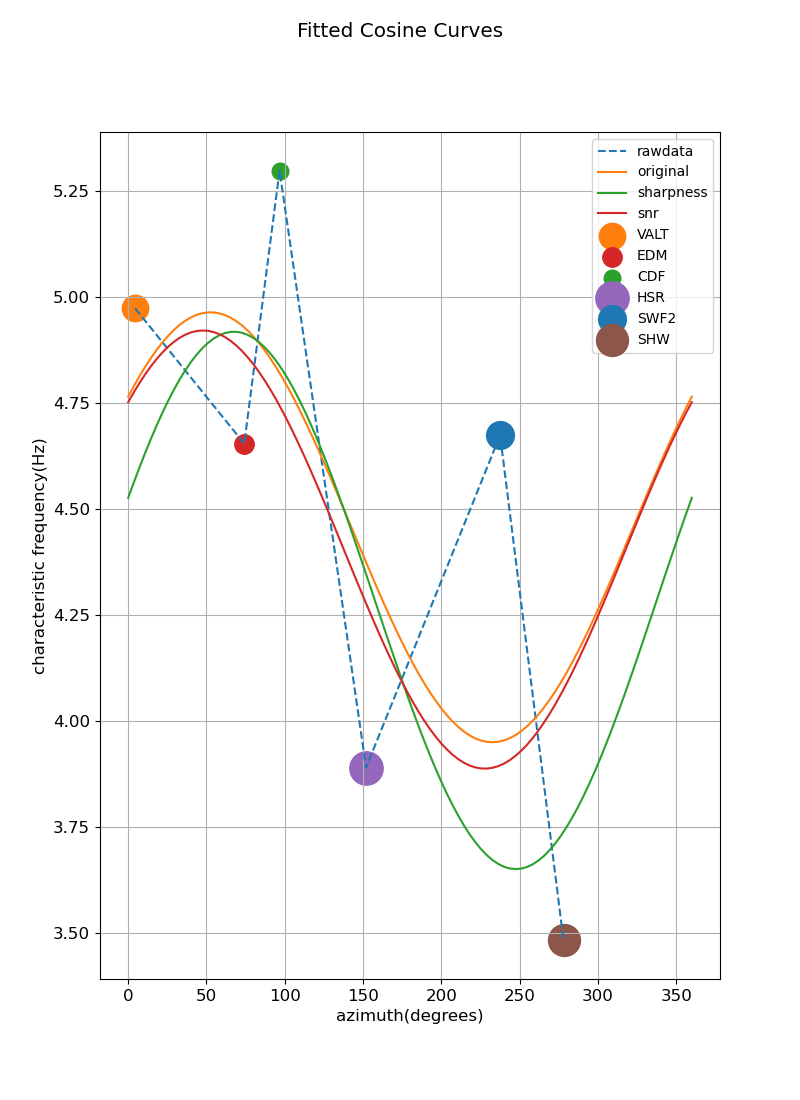 Fitted Cosine Curves
rawdata
original
sharpness
snr
VALT
EDM
CDF
HSR
SWF2
SHW
5.25
5.00
4.75
4.50
4.25
4.00
3.75
3.50
characteristic frequency(Hz)
0 50 100 150 200 250 300 350
azimuth(degrees)